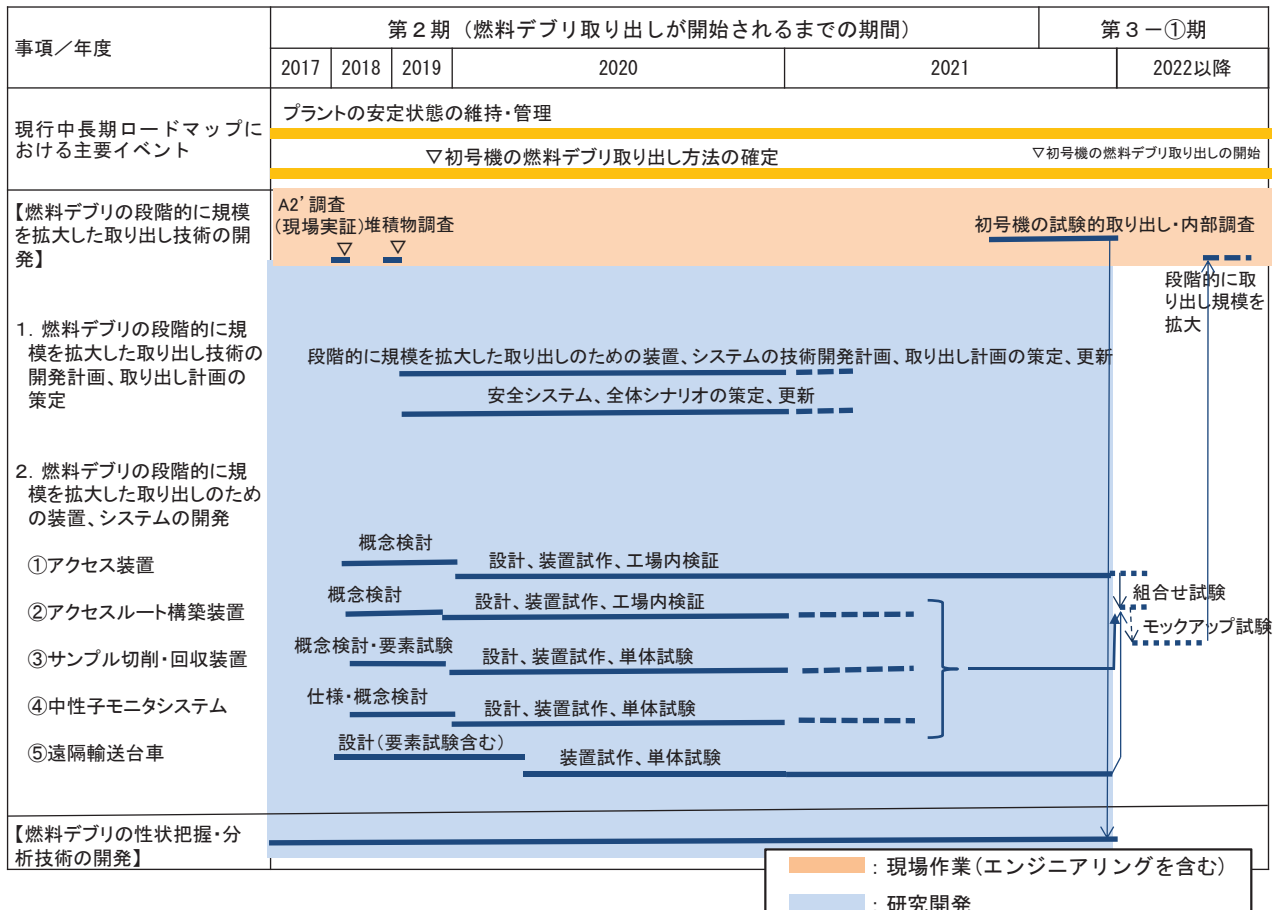 事項／年度
第２期（燃料デブリ取り出しが開始されるまでの期間）
第３－①期
2017
2018
2019
2020
2021
2022以降
現行中長期ロードマップに
おける主要イベント
プラントの安定状態の維持・管理
▽初号機の燃料デブリ取り出し方法の確定
▽初号機の燃料デブリ取り出しの開始
【燃料デブリの段階的に規模
を拡大した取り出し技術の開
発】
A2’調査
(現場実証)
▽
堆積物調査
▽
初号機の試験的取り出し・内部調査
段階的に取
り出し規模を
拡大
１．燃料デブリの段階的に規
模を拡大した取り出し技術の
開発計画、取り出し計画の
策定
段階的に規模を拡大した取り出しのための装置、システムの技術開発計画、取り出し計画の策定、更新
安全システム、全体シナリオの策定、更新
２．燃料デブリの段階的に規
模を拡大した取り出しのため
の装置、システムの開発
①アクセス装置
概念検討
設計、装置試作、工場内検証
組合せ試験
②アクセスルート構築装置
概念検討
設計、装置試作、工場内検証
モックアップ試験
③サンプル切削・回収装置
概念検討・要素試験
設計、装置試作、単体試験
④中性子モニタシステム
仕様・概念検討
設計、装置試作、単体試験
⑤遠隔輸送台車
設計(要素試験含む)
装置試作、単体試験
【燃料デブリの性状把握・分
析技術の開発】
：現場作業(エンジニアリングを含む)
：研究開発